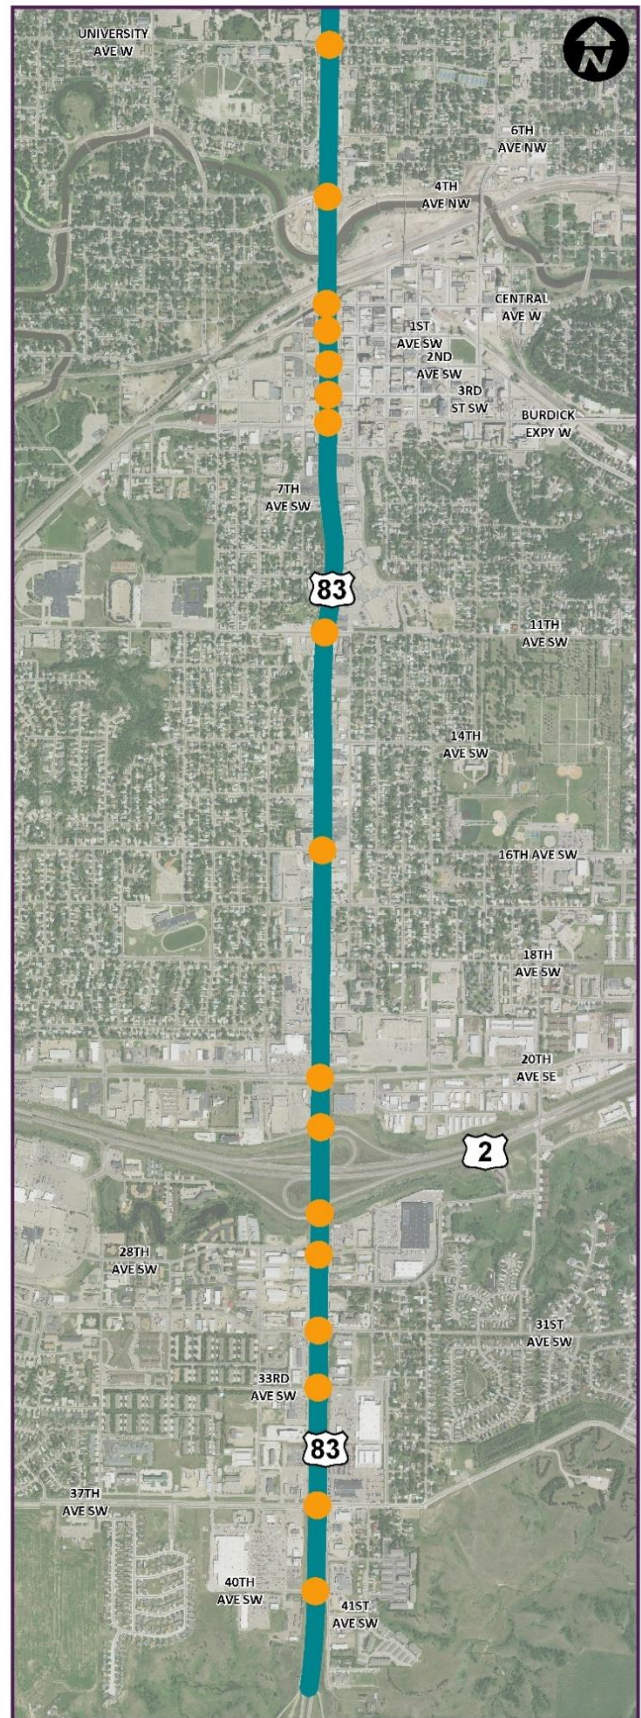 UNIVERSITY
AVE W
N
6TH
AVE NW
4TH
AVE NW
CENTRAL
AVE W
1ST
AVE SW
2ND
AVE SW
3RD
ST SW
BURDICK
EXPY W
7TH
AVE SW
83
11TH
AVE SW
14TH
AVE SW
16TH AVE SW
18TH
AVE SW
20TH
AVE SE
2
28TH
AVE SW
31ST
AVE SW
33RD
AVE SW
83
37TH
AVE SW
40TH
AVE SW
41ST
AVE SW